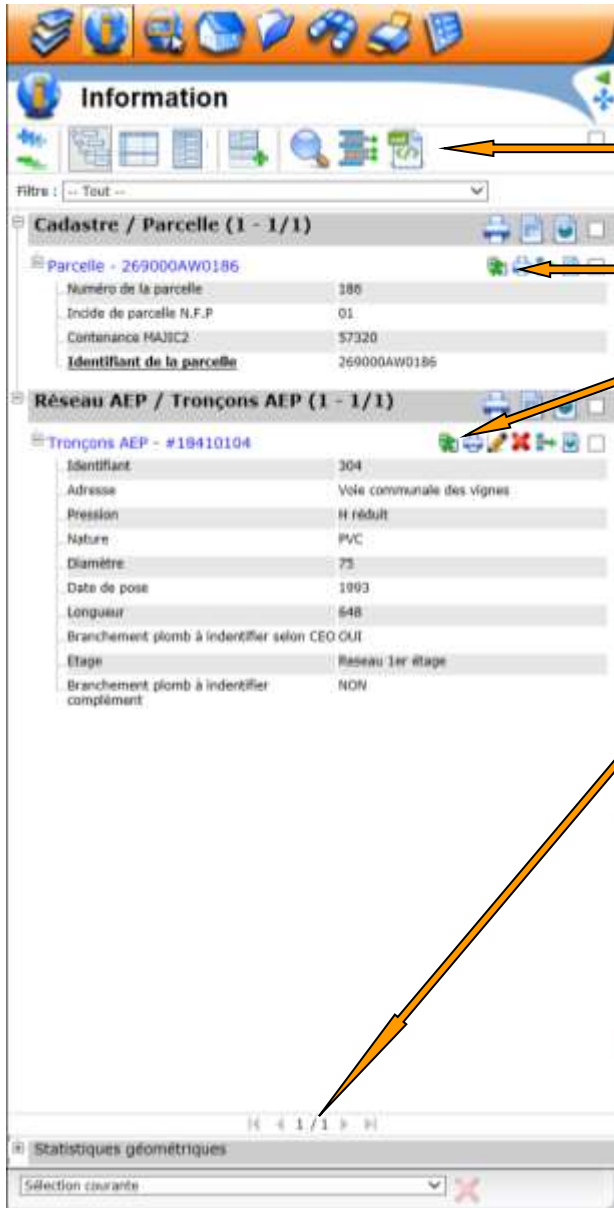 Information
Filtre : -- Tout --
Cadastre / Parcelle (1 - 1/1)
Parcelle - 269000AW0186
Numéro de la parcelle 186
Incide de parcelle N.F.P 01
Contenance MAJIC2 57320
Identifiant de la parcelle 269000AW0186
Réseau AEP / Tronçons AEP (1 - 1/1)
Tronçons AEP - #18410104
Identifiant 304
Adresse Voie communale des vignes
Pression H réduit
Nature PVC
Diamètre 75
Date de pose 1993
Longueur 648
Branchement plomb à indentifier selon CEO OUI
Etage Reseau 1er étage
Branchement plomb à indentifier NON
complément
1 / 1
Statistiques géométriques
Sélection courante